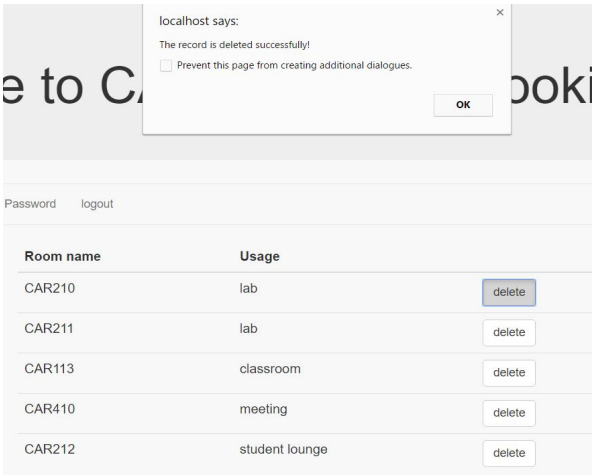 localhost says:
The record is deleted successfully!
Prevent this page from creating additional dialogues.
OK
e to CA
ooki
Password logout
Room name Usage
CAR210 lab delete
CAR211 lab delete
CAR113 classroom delete
CAR410 meeting delete
CAR212 student lounge delete